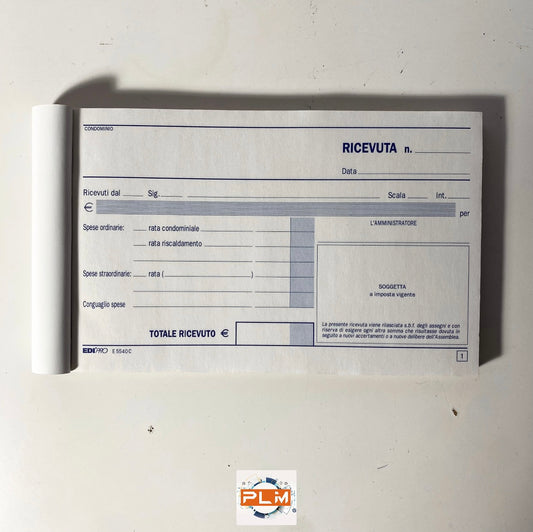 CONDOMINIO
RICEVUTA n.
Data
Ricevuti dal Sig. Scala int.
€ per
Spese ordinarie: rata condominiale
rata riscaldamento
Spese straordinarie: rata ( )
Conguaglio spese
TOTALE RICEVUTO €
L'AMMINISTRATORE
SOGGETTA
a imposta vigente
La presente ricevuta viene rilasciata s.b.f. degli assegni e con
riserva di esigere ogni altra somma che risultasse dovuta in
seguito a nuovi accertamenti o a nuove delibere dell'Assemblea.
EDIPRO E 5540C
1
PLM